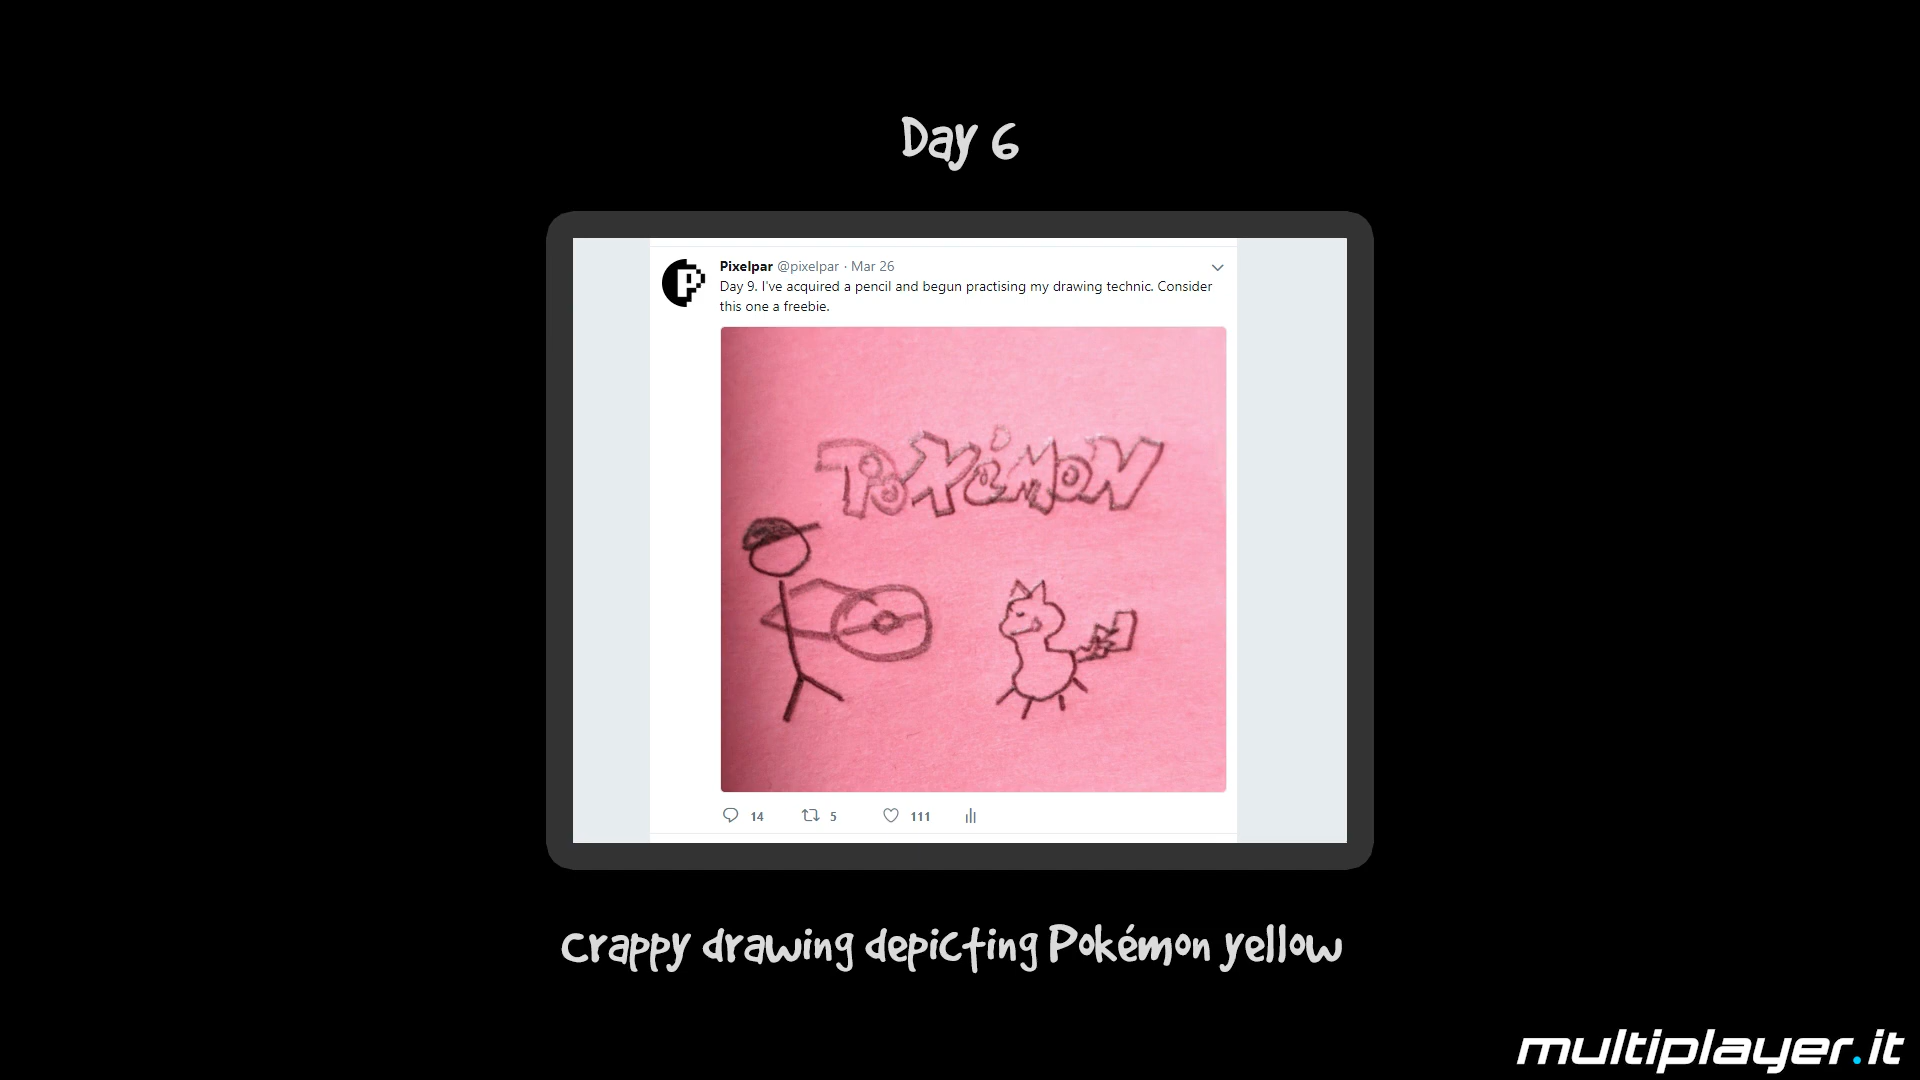 Day 6
Pixelpar @pixelpar · Mar 26
Day 9. I've acquired a pencil and begun practising my drawing technic. Consider
this one a freebie.
POKéMON
14 5 111
Crappy drawing depicting Pokémon yellow
multiplayer.it